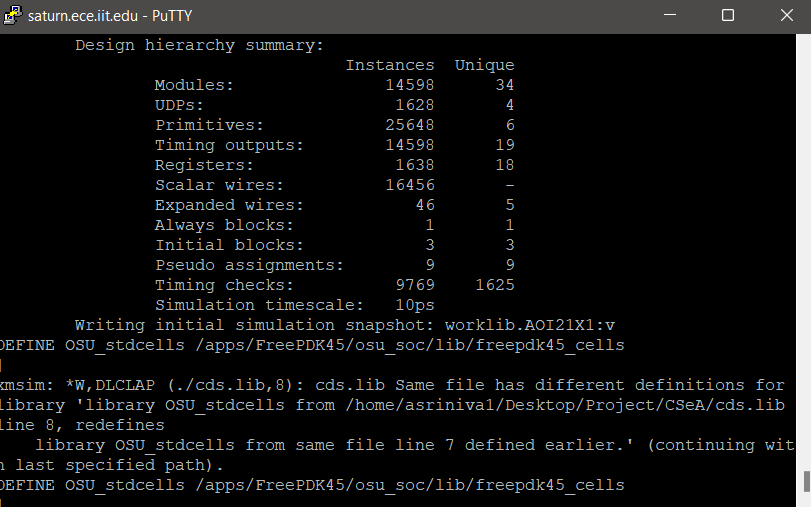 saturn.ece.iit.edu - PuTTY
Design hierarchy summary:
Instances Unique
Modules: 14598 34
UDPs: 1628 4
Primitives: 25648 6
Timing outputs: 14598 19
Registers: 1638 18
Scalar wires: 16456 -
Expanded wires: 46 5
Always blocks: 1 1
Initial blocks: 3 3
Pseudo assignments: 9 9
Timing checks: 9769 1625
Simulation timescale: 10ps
Writing initial simulation snapshot: worklib.AOI21X1:v
DEFINE OSU_stdcells /apps/FreePDK45/osu_soc/lib/freepdk45_cells
|
xmsim: *W,DLCLAP (./cds.lib,8): cds.lib Same file has different definitions for
library 'library OSU_stdcells from /home/asriniva1/Desktop/Project/CSeA/cds.lib
line 8, redefines
library OSU_stdcells from same file line 7 defined earlier.' (continuing wit
h last specified path).
DEFINE OSU_stdcells /apps/FreePDK45/osu_soc/lib/freepdk45_cells
|